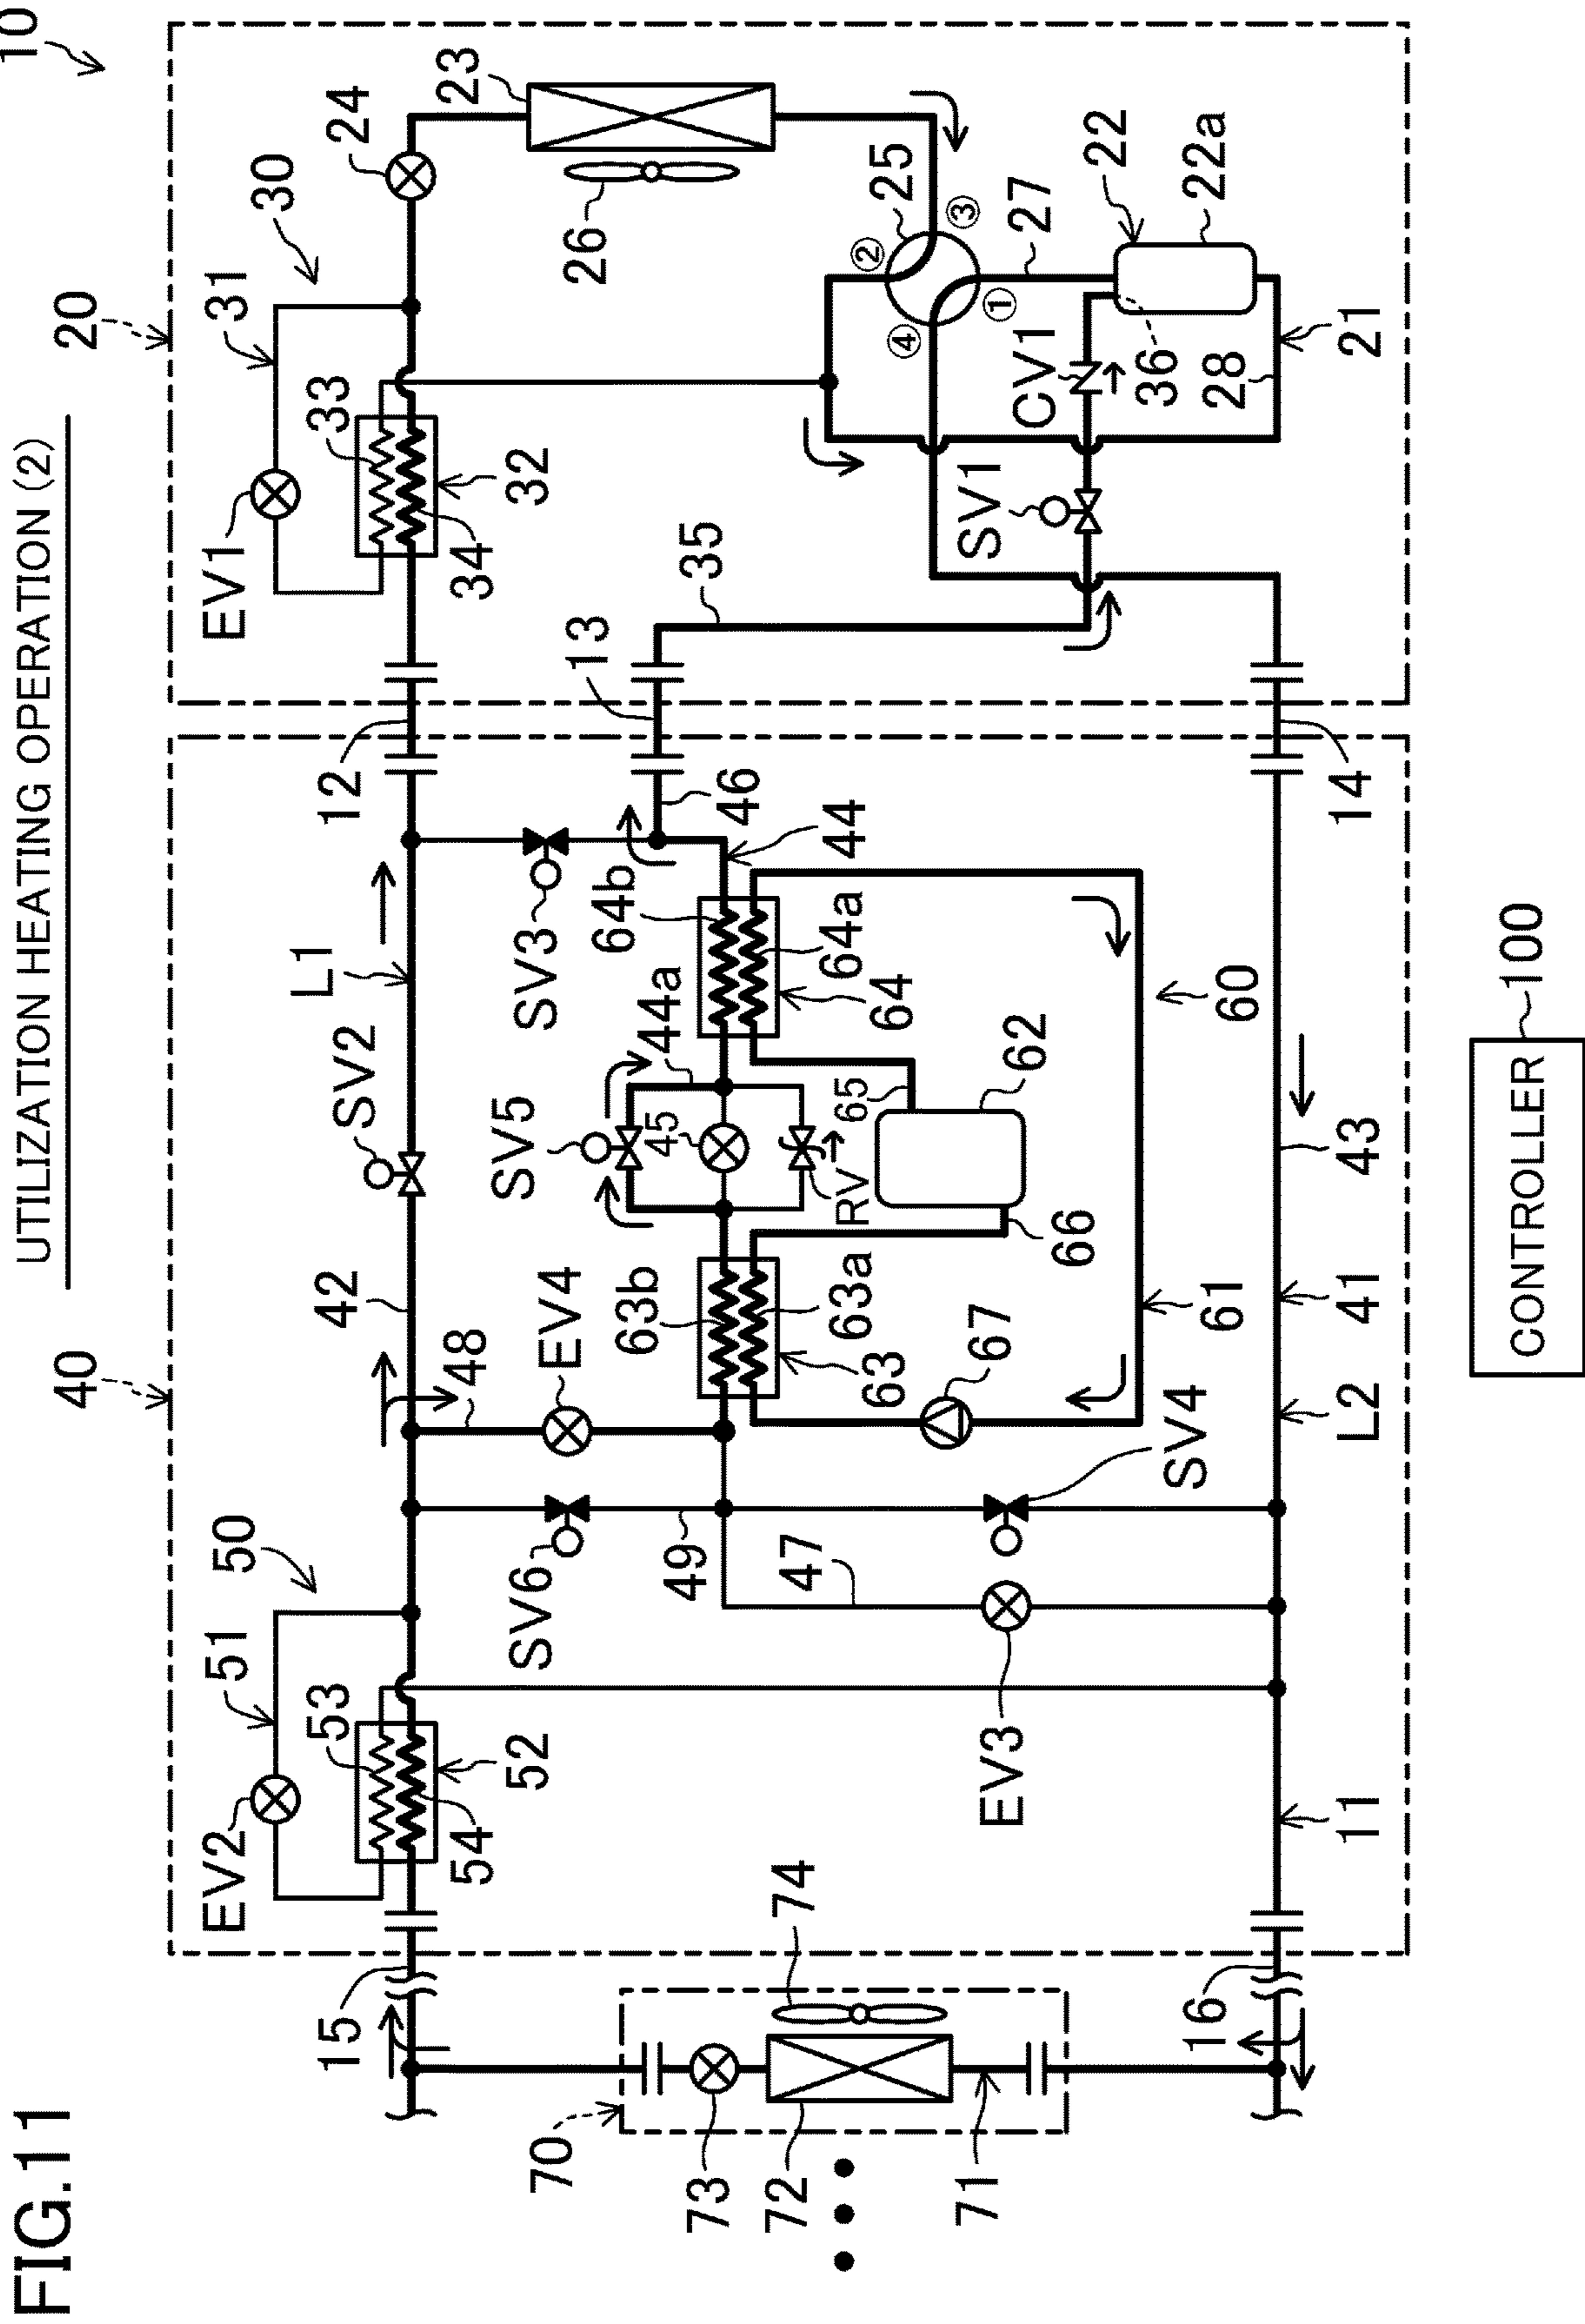 FIG.11
UTILIZATION HEATING OPERATION (2)
10
20
40
EV2
51
50
EV1
31
30
24
23
53
54
52
15
42
SV2
L1
12
33
34
32
26
SV6
48
EV4
SV5
SV3
13
35
25
②
③
④
①
70
73
72
71
74
49
47
63b
63a
63
44a
45
RV
65
64b
64a
64
46
44
27
22
22a
SV1
CV1
36
28
21
EV3
67
66
62
60
61
SV4
16
11
L2
41
43
14
CONTROLLER
100